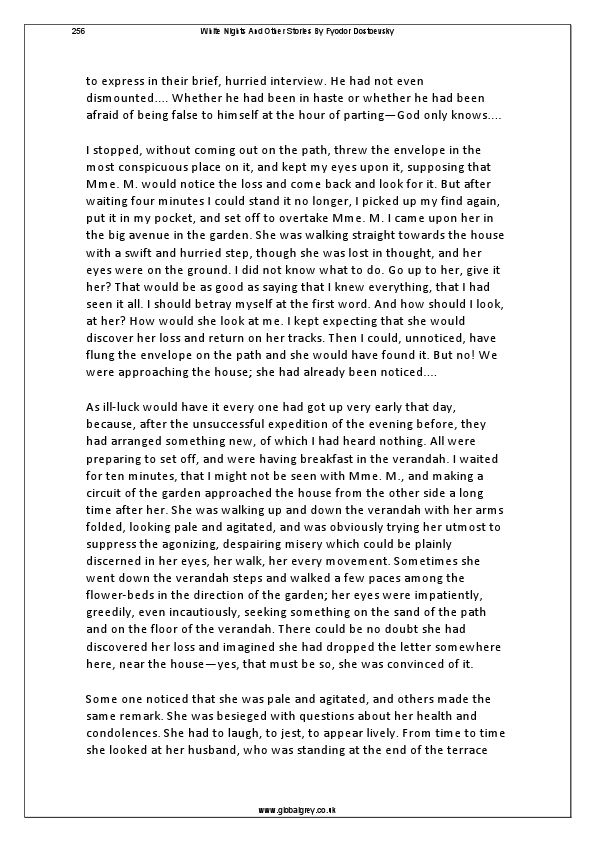 256
White Nights And Other Stories By Fyodor Dostoevsky
to express in their brief, hurried interview. He had not even
dismounted.... Whether he had been in haste or whether he had been
afraid of being false to himself at the hour of parting—God only knows....
I stopped, without coming out on the path, threw the envelope in the
most conspicuous place on it, and kept my eyes upon it, supposing that
Mme. M. would notice the loss and come back and look for it. But after
waiting four minutes I could stand it no longer, I picked up my find again,
put it in my pocket, and set off to overtake Mme. M. I came upon her in
the big avenue in the garden. She was walking straight towards the house
with a swift and hurried step, though she was lost in thought, and her
eyes were on the ground. I did not know what to do. Go up to her, give it
her? That would be as good as saying that I knew everything, that I had
seen it all. I should betray myself at the first word. And how should I look,
at her? How would she look at me. I kept expecting that she would
discover her loss and return on her tracks. Then I could, unnoticed, have
flung the envelope on the path and she would have found it. But no! We
were approaching the house; she had already been noticed....
As ill-luck would have it every one had got up very early that day,
because, after the unsuccessful expedition of the evening before, they
had arranged something new, of which I had heard nothing. All were
preparing to set off, and were having breakfast in the verandah. I waited
for ten minutes, that I might not be seen with Mme. M., and making a
circuit of the garden approached the house from the other side a long
time after her. She was walking up and down the verandah with her arms
folded, looking pale and agitated, and was obviously trying her utmost to
suppress the agonizing, despairing misery which could be plainly
discerned in her eyes, her walk, her every movement. Sometimes she
went down the verandah steps and walked a few paces among the
flower-beds in the direction of the garden; her eyes were impatiently,
greedily, even incautiously, seeking something on the sand of the path
and on the floor of the verandah. There could be no doubt she had
discovered her loss and imagined she had dropped the letter somewhere
here, near the house—yes, that must be so, she was convinced of it.
Some one noticed that she was pale and agitated, and others made the
same remark. She was besieged with questions about her health and
condolences. She had to laugh, to jest, to appear lively. From time to time
she looked at her husband, who was standing at the end of the terrace
www.globalgrey.co.uk